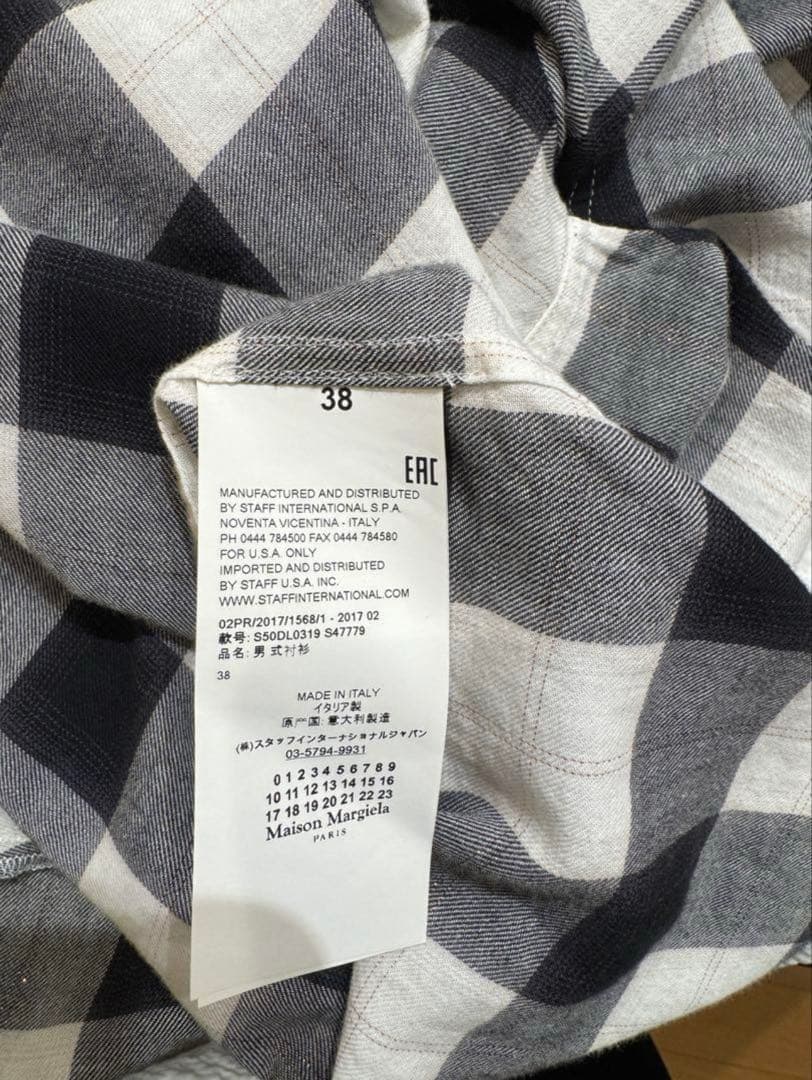 38
EAC
MANUFACTURED AND DISTRIBUTED
BY STAFF INTERNATIONAL S.P.A.
NOVENTA VICENTINA - ITALY
PH 0444 784500 FAX 0444 784580
FOR U.S.A. ONLY
IMPORTED AND DISTRIBUTED
BY STAFF U.S.A. INC.
WWW.STAFFINTERNATIONAL.COM
02PR/2017/1568/1 - 2017 02
款号: S50DL0319 S47779
品名: 男式衬衫
38
MADE IN ITALY
イタリア製
原产国: 意大利製造
(株)スタッフインターナショナルジャパン
03-5794-9931
0 1 2 3 4 5 6 7 8 9
10 11 12 13 14 15 16
17 18 19 20 21 22 23
Maison Margiela
PARIS